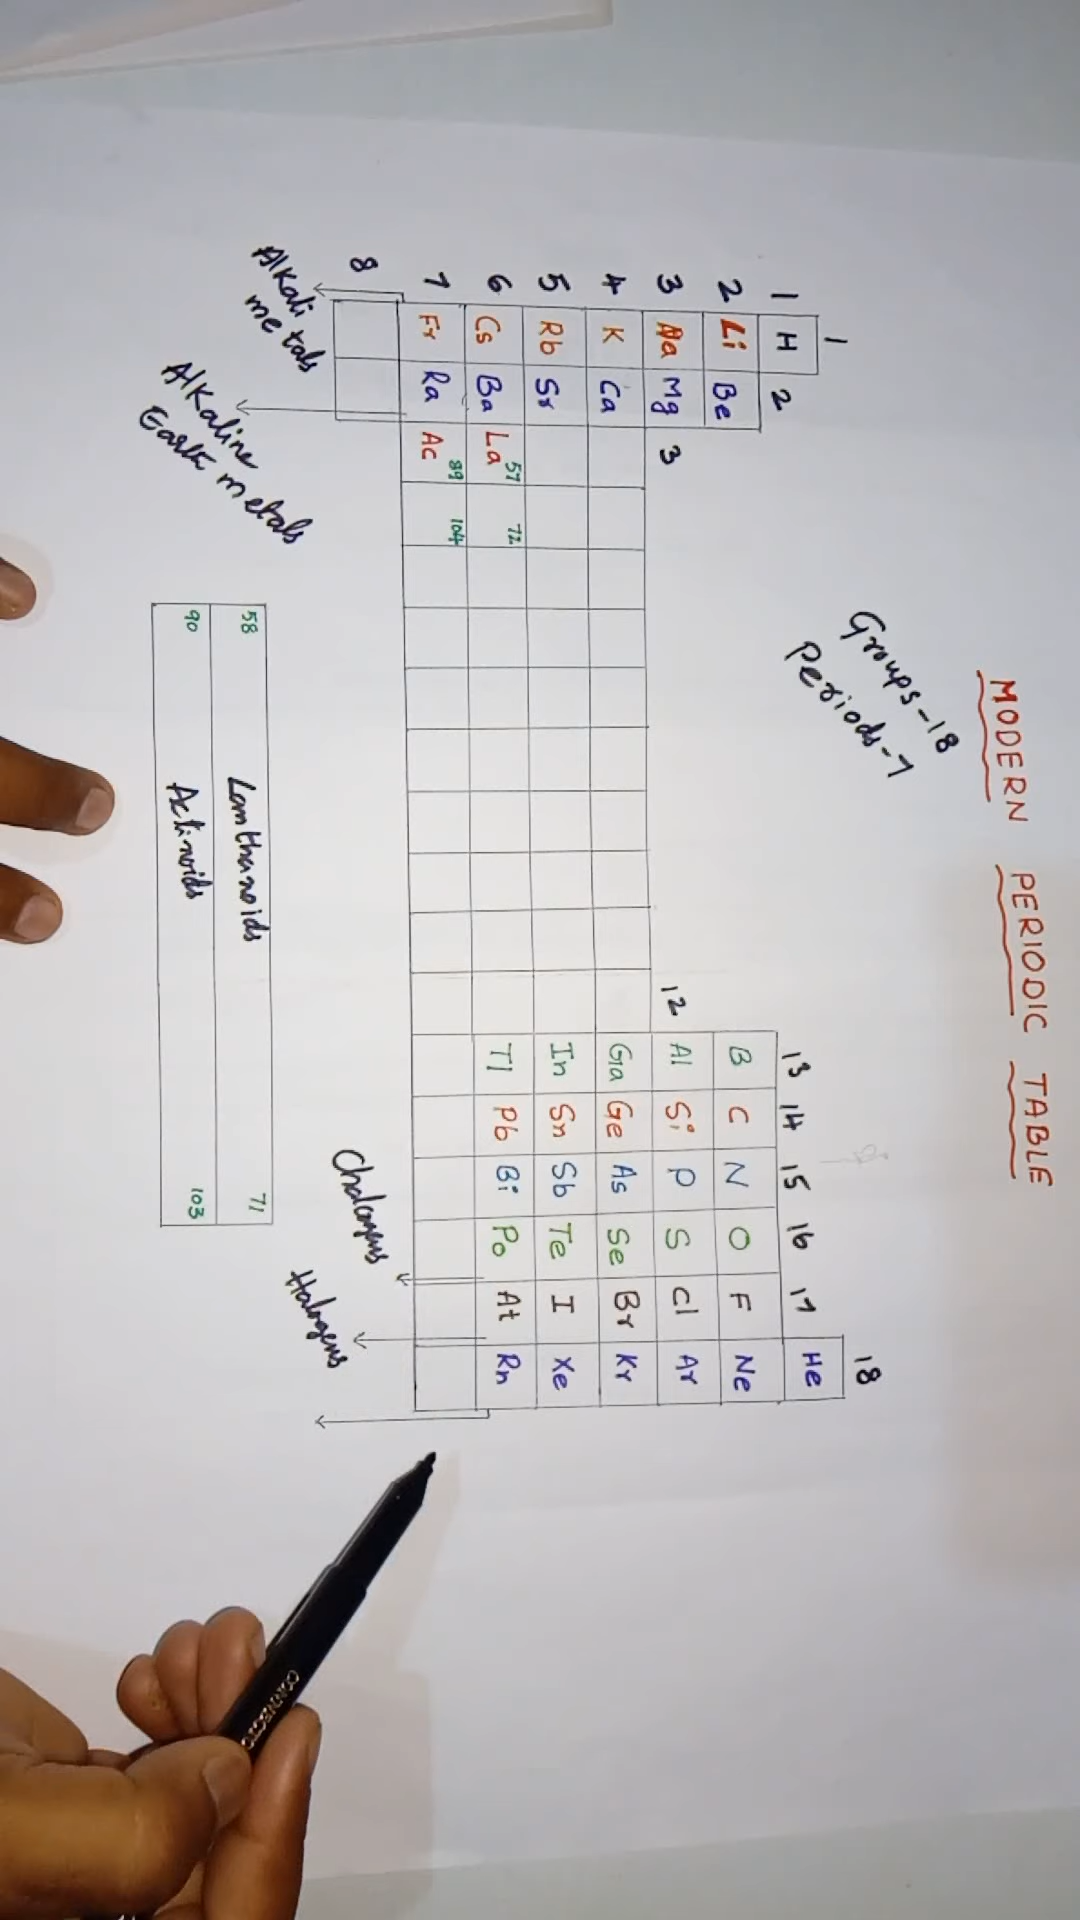 MODERN PERIODIC TABLE
Groups-18
Periods-7
1 18
1 H 2 13 14 15 16 17 He
2 Li Be B C N O F Ne
3 Na Mg 3 12 Al Si P S Cl Ar
4 K Ca Ga Ge As Se Br Kr
5 Rb Sr In Sn Sb Te I Xe
6 Cs Ba La 57 72 Tl Pb Bi Po At Rn
7 Fr Ra Ac 89 104
8
Alkali
metals
Alkaline
Earth metals
Chalcogens
Halogens
58 Lanthanoids 71
90 Actinoids 103